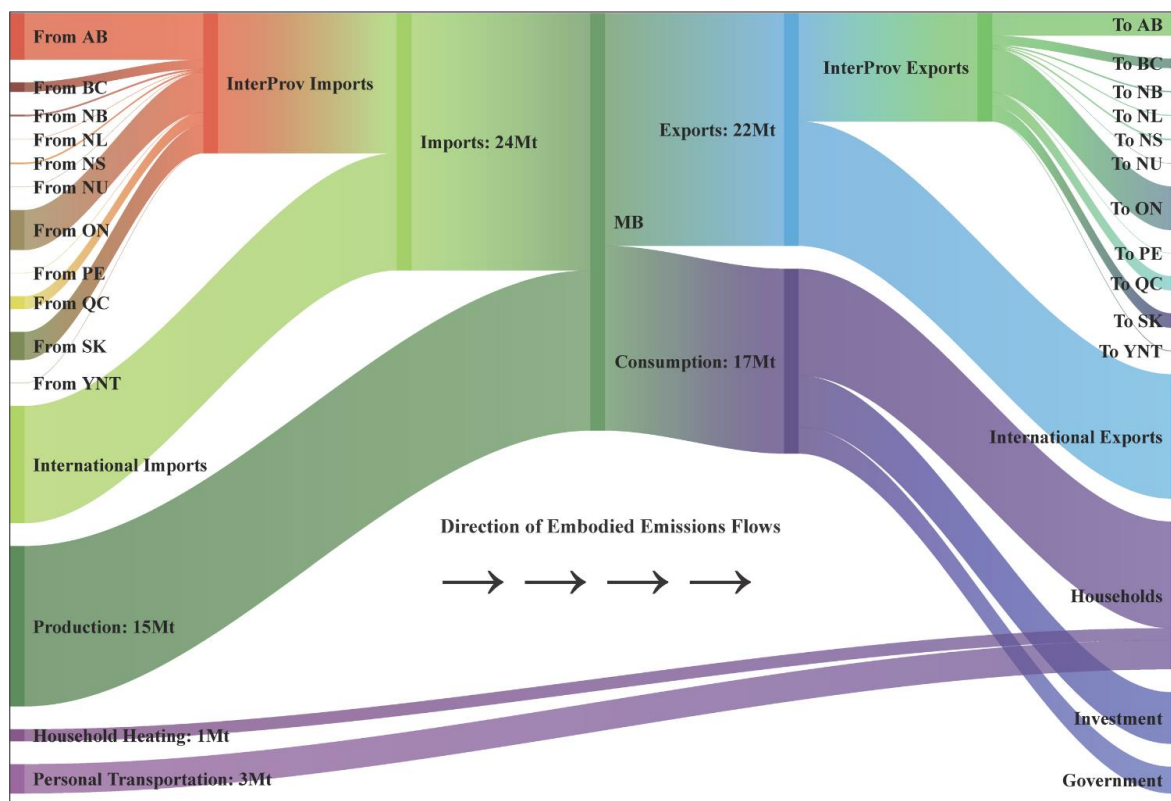 From AB
From BC
From NB
From NL
From NS
From NU
From ON
From PE
From QC
From SK
From YNT
International Imports
Production: 15Mt
Household Heating: 1Mt
Personal Transportation: 3Mt
InterProv Imports
Imports: 24Mt
MB
Exports: 22Mt
Consumption: 17Mt
Direction of Embodied Emissions Flows
InterProv Exports
To AB
To BC
To NB
To NL
To NS
To NU
To ON
To PE
To QC
To SK
To YNT
International Exports
Households
Investment
Government